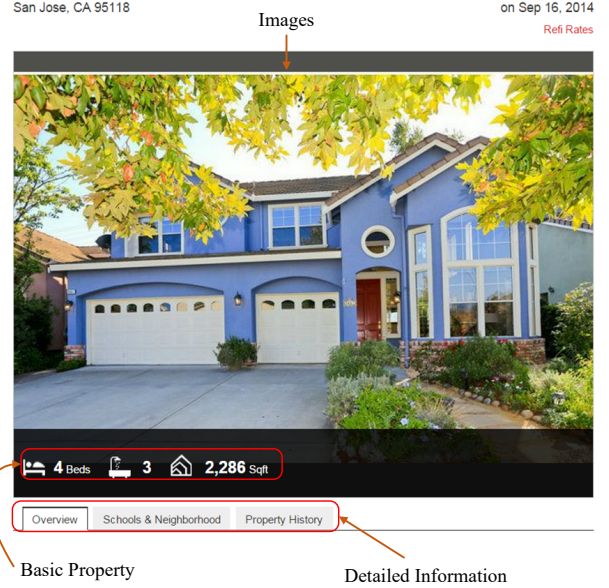 San Jose, CA 95118
on Sep 16, 2014
Images
Refi Rates
4 Beds 3 2,286 Sqft
Overview Schools & Neighborhood Property History
Basic Property
Detailed Information